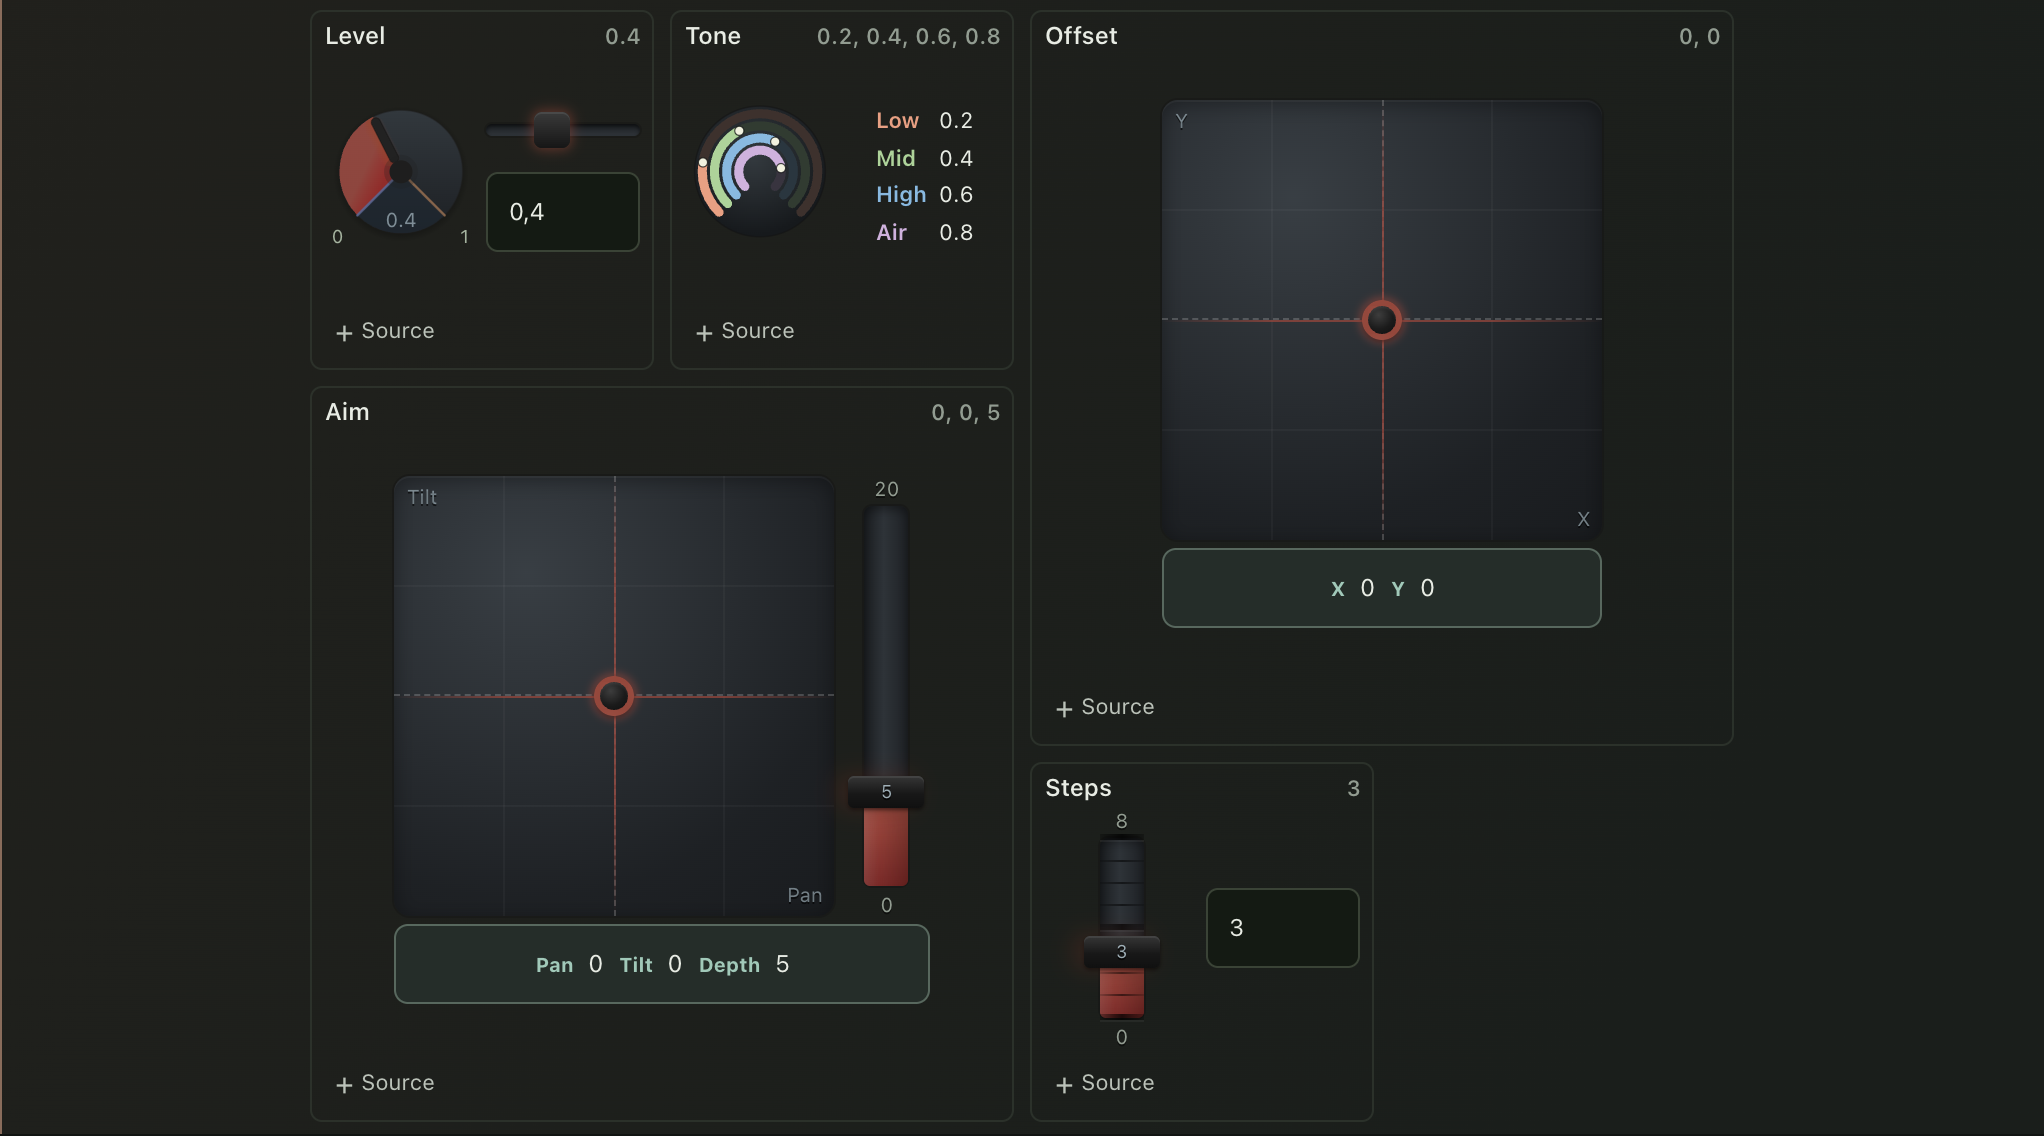 Level 0.4
0.4
0 1
0,4
+ Source
Tone 0.2, 0.4, 0.6, 0.8
Low 0.2
Mid 0.4
High 0.6
Air 0.8
+ Source
Offset 0, 0
Y
X
X 0 Y 0
+ Source
Aim 0, 0, 5
Tilt
Pan
20
5
0
Pan 0 Tilt 0 Depth 5
+ Source
Steps 3
8
3
0
3
+ Source